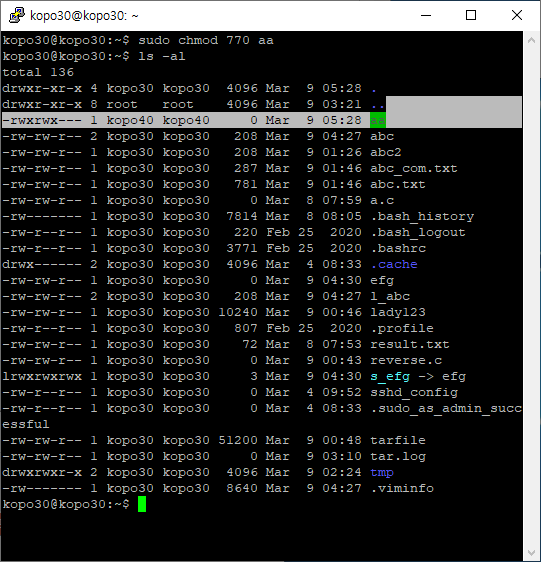 kopo30@kopo30: ~
kopo30@kopo30:~$ sudo chmod 770 aa
kopo30@kopo30:~$ ls -al
total 136
drwxr-xr-x 4 kopo30 kopo30  4096 Mar  9 05:28 .
drwxr-xr-x 8 root   root    4096 Mar  9 03:21 ..
-rwxrwx--- 1 kopo40 kopo40     0 Mar  9 05:28 aa
-rw-rw-r-- 2 kopo30 kopo30   208 Mar  9 04:27 abc
-rw-rw-r-- 1 kopo30 kopo30   208 Mar  9 01:26 abc2
-rw-rw-r-- 1 kopo30 kopo30   287 Mar  9 01:46 abc_com.txt
-rw-rw-r-- 1 kopo30 kopo30   781 Mar  9 01:46 abc.txt
-rw-rw-r-- 1 kopo30 kopo30     0 Mar  8 07:59 a.c
-rw------- 1 kopo30 kopo30  7814 Mar  8 08:05 .bash_history
-rw-r--r-- 1 kopo30 kopo30   220 Feb 25  2020 .bash_logout
-rw-r--r-- 1 kopo30 kopo30  3771 Feb 25  2020 .bashrc
drwx------ 2 kopo30 kopo30  4096 Mar  4 08:33 .cache
-rw-rw-r-- 1 kopo30 kopo30     0 Mar  9 04:30 efg
-rw-rw-r-- 2 kopo30 kopo30   208 Mar  9 04:27 l_abc
-rw-rw-r-- 1 kopo30 kopo30 10240 Mar  9 00:46 lady123
-rw-r--r-- 1 kopo30 kopo30   807 Feb 25  2020 .profile
-rw-rw-r-- 1 kopo30 kopo30    72 Mar  8 07:53 result.txt
-rw-rw-r-- 1 kopo30 kopo30     0 Mar  9 00:43 reverse.c
lrwxrwxrwx 1 kopo30 kopo30     3 Mar  9 04:30 s_efg -> efg
-rw-rw-r-- 1 kopo30 kopo30     0 Mar  4 09:52 sshd_config
-rw-r--r-- 1 kopo30 kopo30     0 Mar  4 08:33 .sudo_as_admin_succ
essful
-rw-rw-r-- 1 kopo30 kopo30 51200 Mar  9 00:48 tarfile
-rw-rw-r-- 1 kopo30 kopo30     0 Mar  9 03:10 tar.log
drwxrwxr-x 2 kopo30 kopo30  4096 Mar  9 02:24 tmp
-rw------- 1 kopo30 kopo30  8640 Mar  9 04:27 .viminfo
kopo30@kopo30:~$